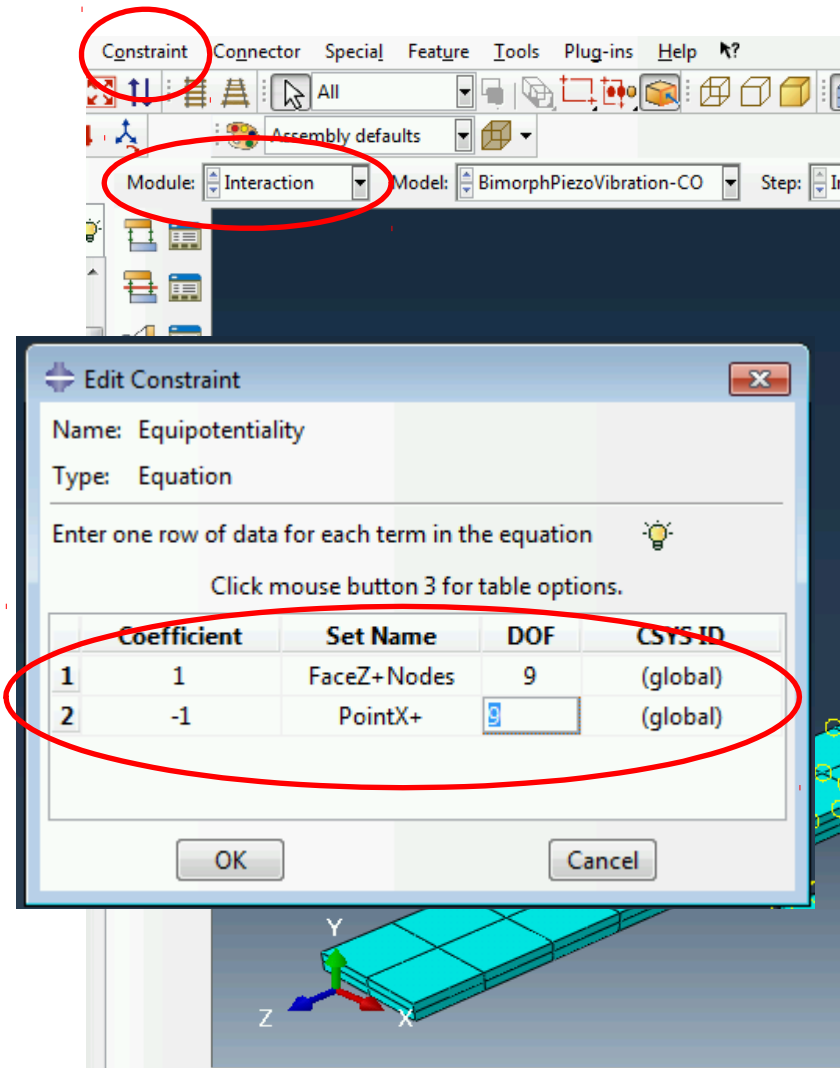 Constraint Connector Special Feature Tools Plug-ins Help
All
Assembly defaults
Module: Interaction Model: BimorphPiezoVibration-CO Step:
Edit Constraint
Name: Equipotentiality
Type: Equation
Enter one row of data for each term in the equation
Click mouse button 3 for table options.
Coefficient Set Name DOF CSYS ID
1 1 FaceZ+Nodes 9 (global)
2 -1 PointX+ 9 (global)
OK Cancel
Y
Z X